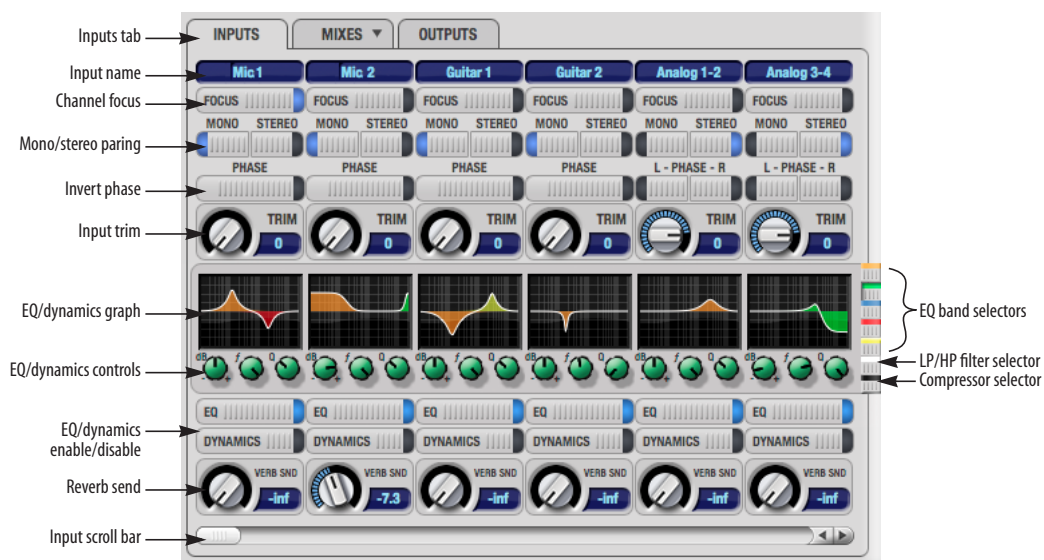 Inputs tab
INPUTS MIXES OUTPUTS
Input name
Mic 1 Mic 2 Guitar 1 Guitar 2 Analog 1-2 Analog 3-4
Channel focus
FOCUS FOCUS FOCUS FOCUS FOCUS FOCUS
MONO STEREO MONO STEREO MONO STEREO MONO STEREO MONO STEREO MONO STEREO
Mono/stereo paring
PHASE PHASE PHASE PHASE L - PHASE - R L - PHASE - R
Invert phase
TRIM TRIM TRIM TRIM TRIM TRIM
Input trim
0 0 0 0 0 0
EQ/dynamics graph
EQ band selectors
dB f Q dB f Q dB f Q dB f Q dB f Q dB f Q
LP/HP filter selector
EQ/dynamics controls
- + - + - + - + - + - +
Compressor selector
EQ EQ EQ EQ EQ EQ
EQ/dynamics
enable/disable
DYNAMICS DYNAMICS DYNAMICS DYNAMICS DYNAMICS DYNAMICS
VERB SND VERB SND VERB SND VERB SND VERB SND VERB SND
Reverb send
-inf -7.3 -inf -inf -inf -inf
Input scroll bar